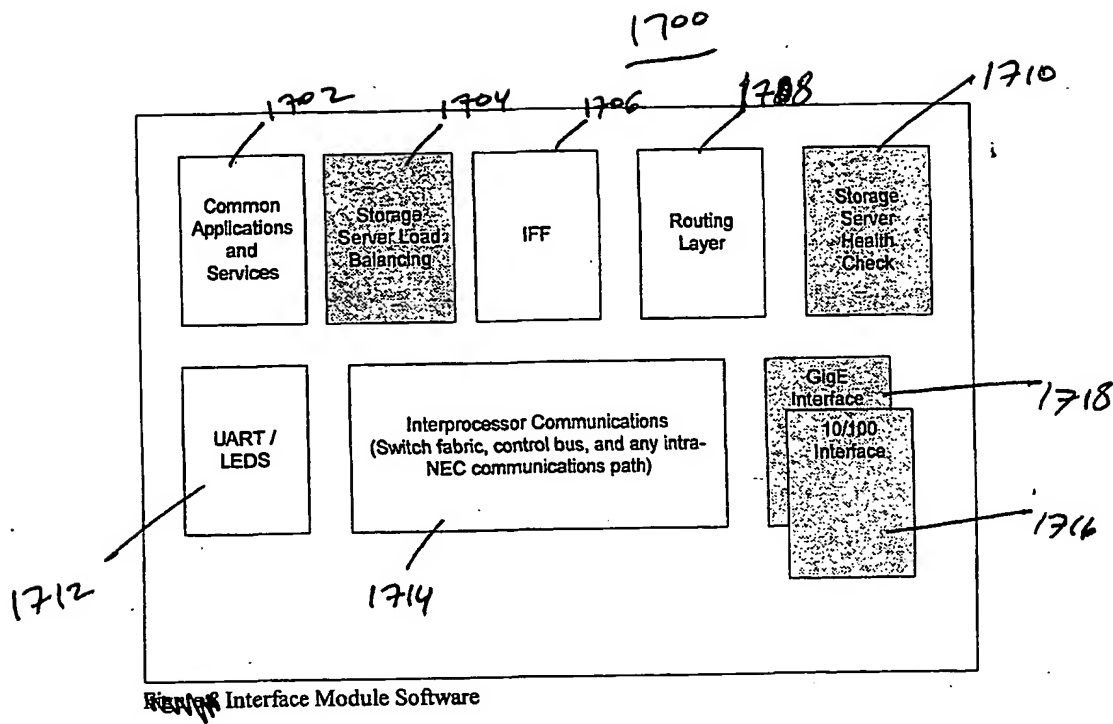 1700
1702
1704
1706
1708
1710
Common
Applications
and
Services
Storage
Server Load
Balancing
IFF
Routing
Layer
Storage
Server
Health
Check
UART /
LEDS
Interprocessor Communications
(Switch fabric, control bus, and any intra-
NEC communications path)
GigE
Interface
10/100
Interface
1718
1716
1712
1714
Interface Module Software